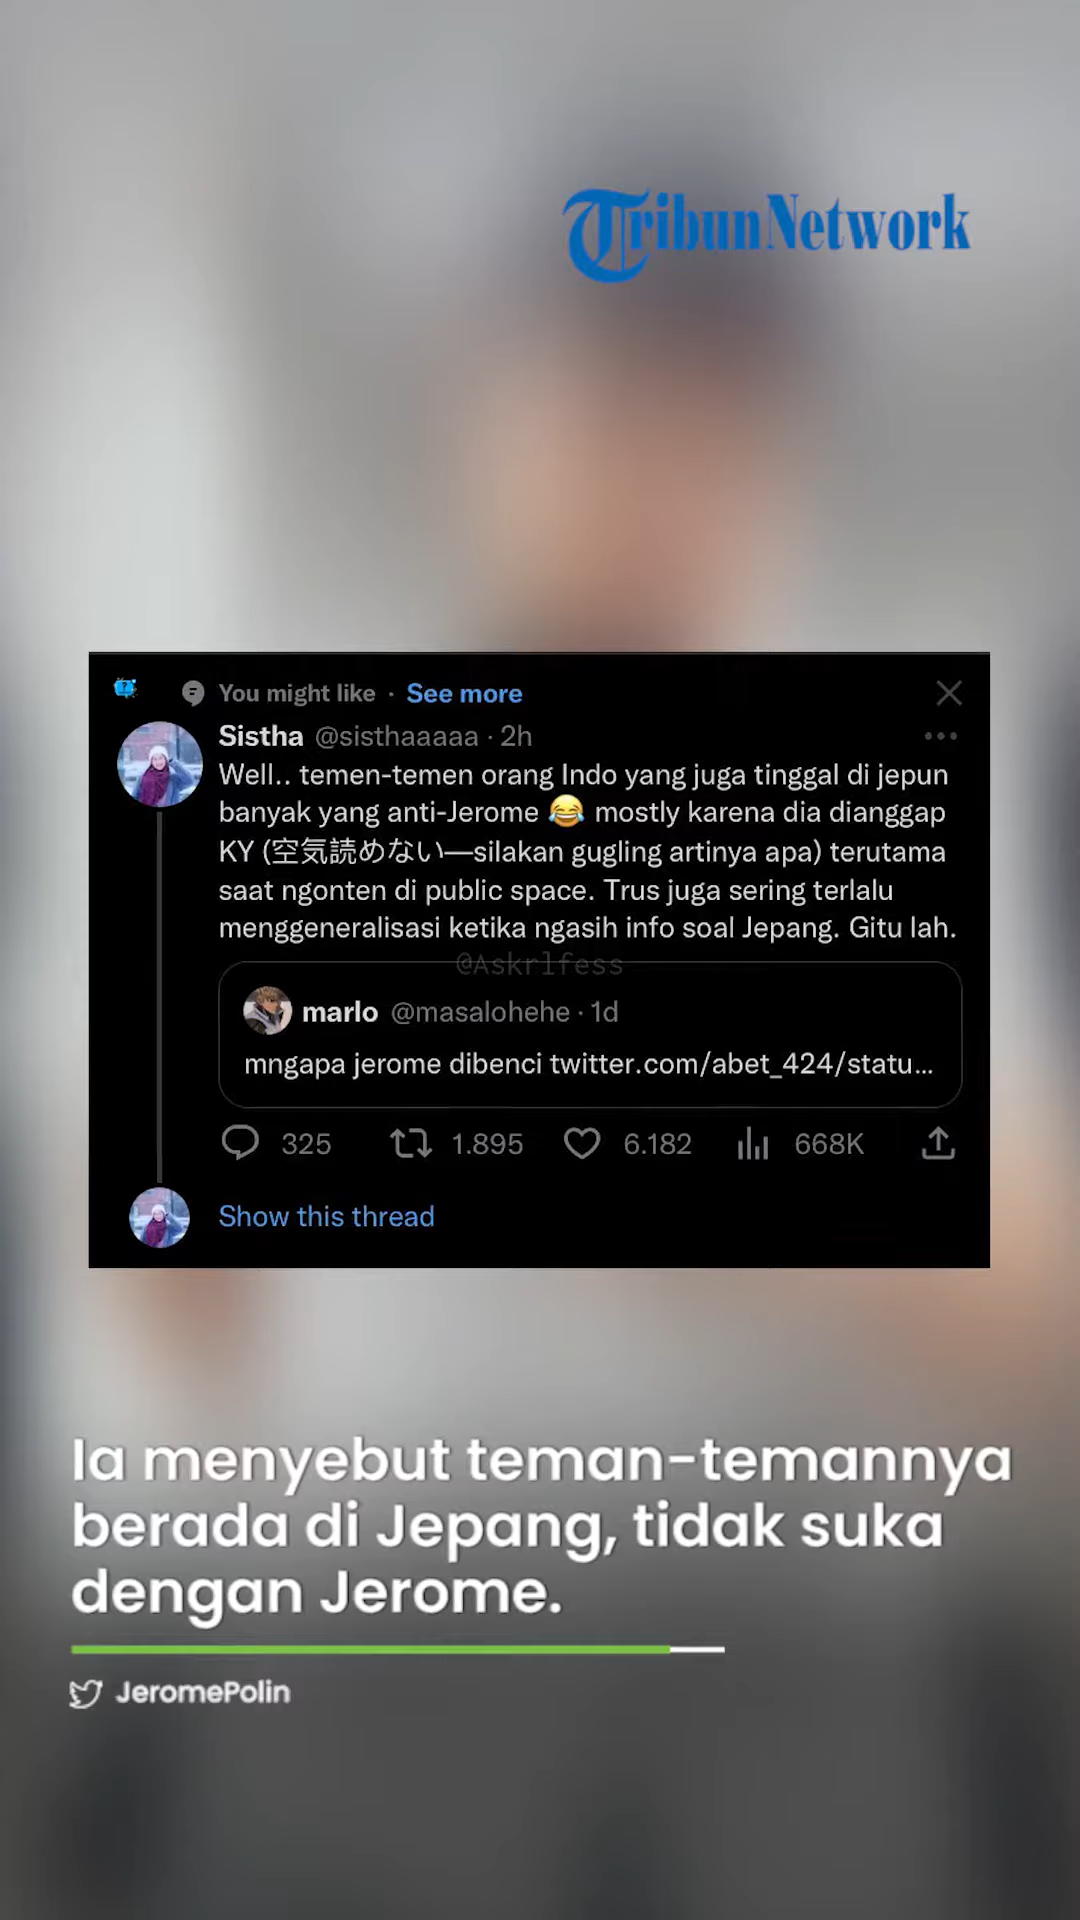 TribunNetwork
You might like · See more
Sistha @sisthaaaaa · 2h
Well.. temen-temen orang Indo yang juga tinggal di jepun
banyak yang anti-Jerome 😂 mostly karena dia dianggap
KY (空気読めない—silakan gugling artinya apa) terutama
saat ngonten di public space. Trus juga sering terlalu
menggeneralisasi ketika ngasih info soal Jepang. Gitu lah.
@Askrlfess
marlo @masalohehe · 1d
mngapa jerome dibenci twitter.com/abet_424/statu...
325 1.895 6.182 668K
Show this thread
Ia menyebut teman-temannya
berada di Jepang, tidak suka
dengan Jerome.
JeromePolin